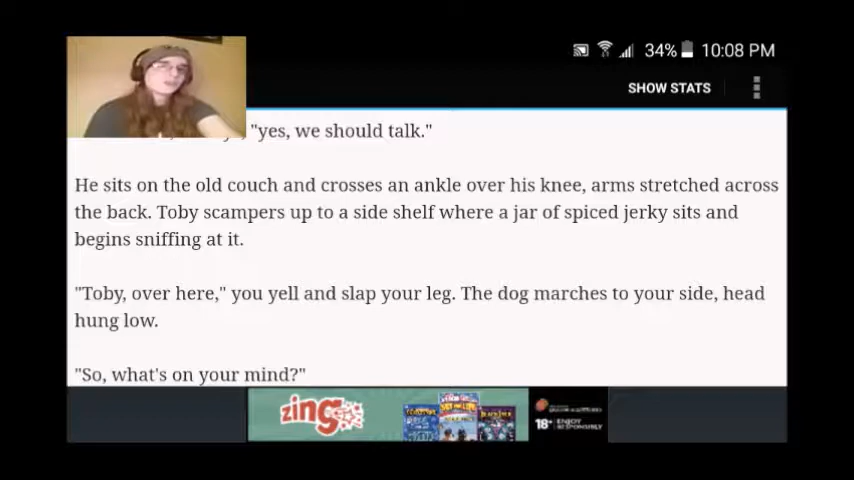 34% 10:08 PM
SHOW STATS
"yes, we should talk."
He sits on the old couch and crosses an ankle over his knee, arms stretched across
the back. Toby scampers up to a side shelf where a jar of spiced jerky sits and
begins sniffing at it.
"Toby, over here," you yell and slap your leg. The dog marches to your side, head
hung low.
"So, what's on your mind?"
zing
18+ ENJOY
RESPONSIBLY